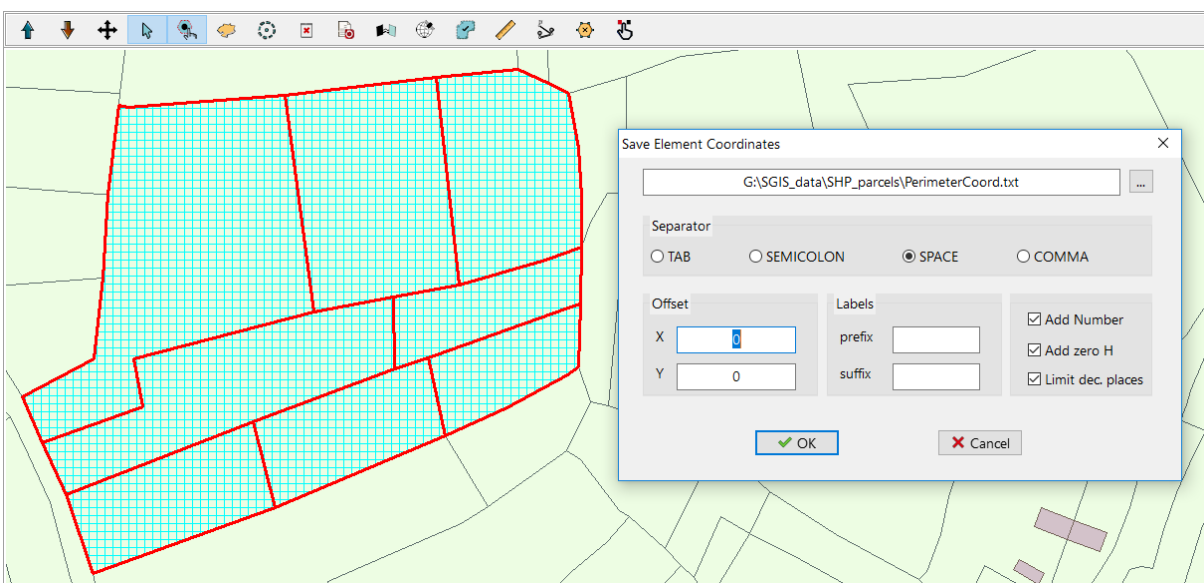 Save Element Coordinates
G:\SGIS_data\SHP_parcels\PerimeterCoord.txt
...
Separator
TAB SEMICOLON SPACE COMMA
Offset Labels
X 0 prefix Add Number
Add zero H
Y 0 suffix Limit dec. places
OK Cancel